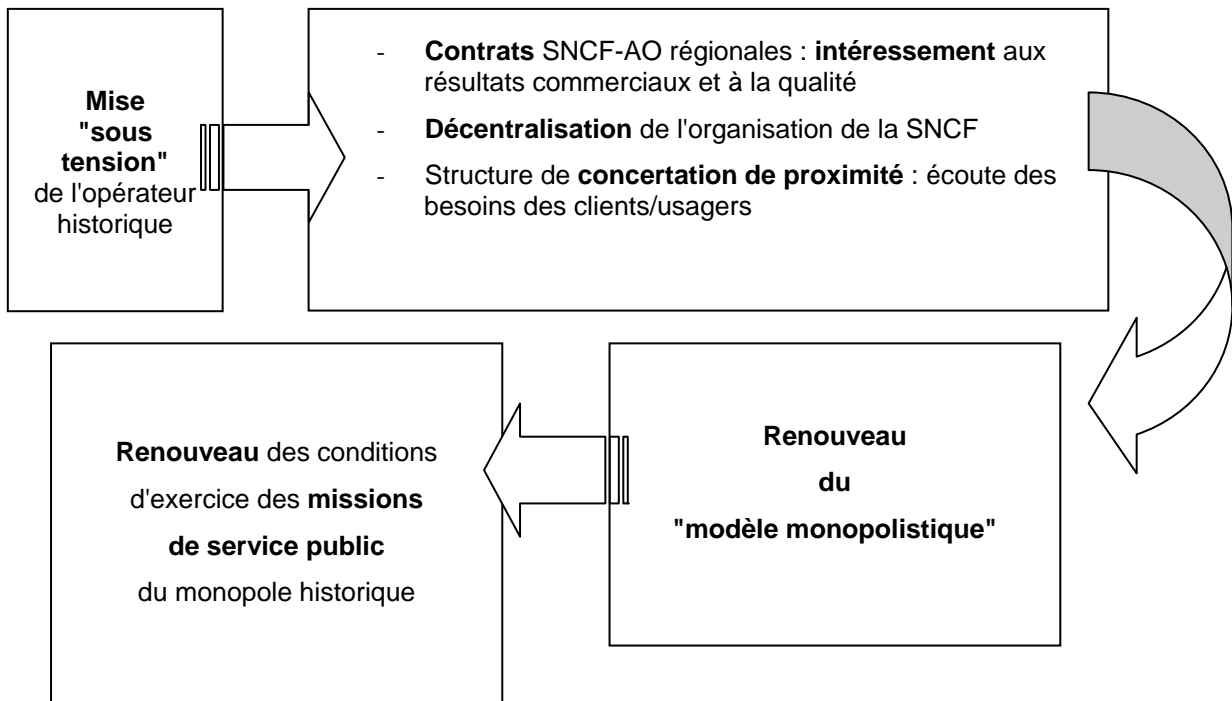 Mise
"sous
tension"
de l'opérateur
historique
- Contrats SNCF-AO régionales : intéressement aux
résultats commerciaux et à la qualité
- Décentralisation de l'organisation de la SNCF
- Structure de concertation de proximité : écoute des
besoins des clients/usagers
Renouveau
du
"modèle monopolistique"
Renouveau des conditions
d'exercice des missions
de service public
du monopole historique